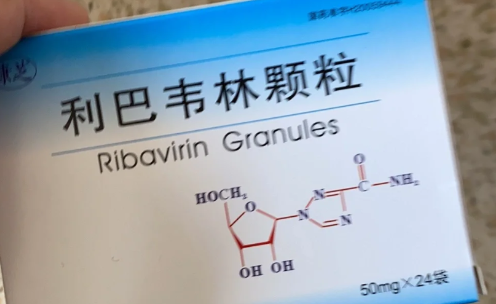 利巴韦林颗粒
Ribavirin Granules
O
HOCH₂
O
N
C
NH₂
N
N
OH OH
50mg×24袋